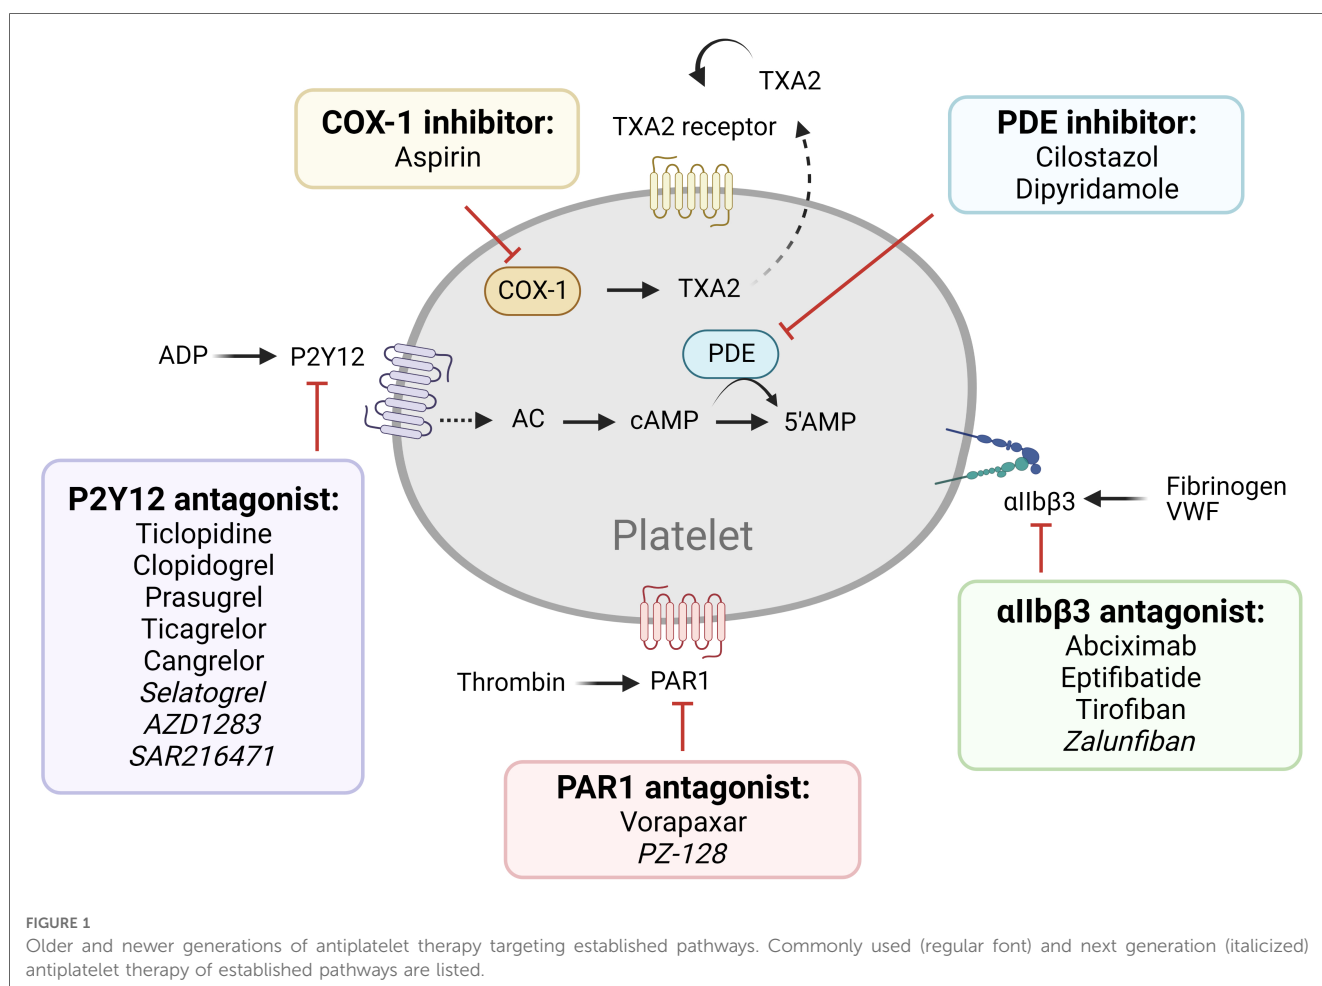 TXA2
TXA2 receptor
COX-1 inhibitor:
Aspirin
PDE inhibitor:
Cilostazol
Dipyridamole
COX-1
TXA2
PDE
ADP
P2Y12
AC
cAMP
5'AMP
Platelet
αIIbβ3
Fibrinogen
VWF
P2Y12 antagonist:
Ticlopidine
Clopidogrel
Prasugrel
Ticagrelor
Cangrelor
Selatogrel
AZD1283
SAR216471
Thrombin
PAR1
αIIbβ3 antagonist:
Abciximab
Eptifibatide
Tirofiban
Zalunfiban
PAR1 antagonist:
Vorapaxar
PZ-128
FIGURE 1
Older and newer generations of antiplatelet therapy targeting established pathways. Commonly used (regular font) and next generation (italicized)
antiplatelet therapy of established pathways are listed.